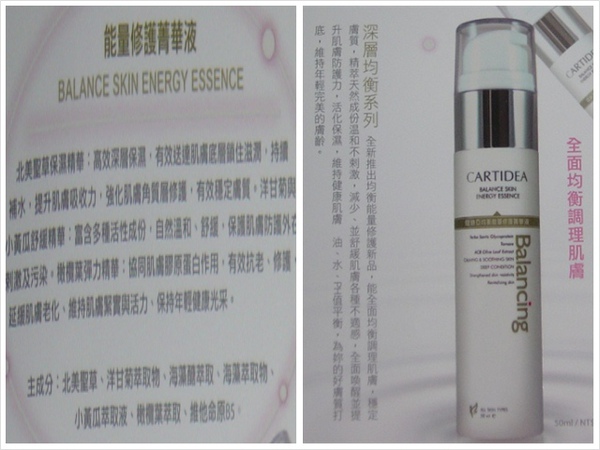 能量修護菁華液
BALANCE SKIN ENERGY ESSENCE
北美聖草保濕精華：高效深層保濕，有效送達肌膚底層鎖住滋潤，持續
補水，提升肌膚吸收力，強化肌膚角質層修護，有效穩定膚質。洋甘菊與
小黃瓜舒緩精華：富含多種活性成份，自然溫和、舒緩，保護肌膚防護外在
刺激及污染。橄欖葉彈力精華：協同肌膚膠原蛋白作用，有效抗老、修護，
延緩肌膚老化、維持肌膚緊實與活力、保持年輕健康光采。
主成分：北美聖草、洋甘菊萃取物、海藻醣萃取、海藻萃取物、
小黃瓜萃取液、橄欖葉萃取、維他命原B5。
深層均衡系列
全新推出均衡能量修護新品，能全面均衡調理肌膚，穩定
膚質，精萃天然成份溫和不刺激，減少、並舒緩肌膚各種不適感，全面喚醒並提
升肌膚防護力，活化保濕，維持健康肌膚 油、水、孚值平衡，為妳的好膚質打
底，維持年輕完美的膚齡。
全面均衡調理肌膚
CARTIDEA
CARTIDEA
BALANCE SKIN
ENERGY ESSENCE
Balancing
ALL SKIN TYPES
50ml / NT$